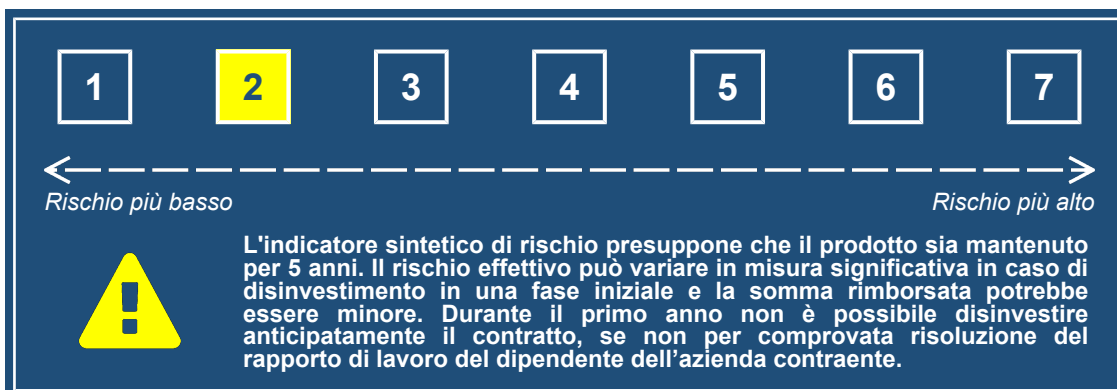 1 2 3 4 5 6 7
Rischio più basso Rischio più alto
L'indicatore sintetico di rischio presuppone che il prodotto sia mantenuto
per 5 anni. Il rischio effettivo può variare in misura significativa in caso di
disinvestimento in una fase iniziale e la somma rimborsata potrebbe
essere minore. Durante il primo anno non è possibile disinvestire
anticipatamente il contratto, se non per comprovata risoluzione del
rapporto di lavoro del dipendente dell’azienda contraente.